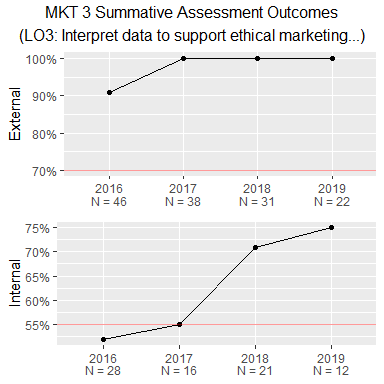 MKT 3 Summative Assessment Outcomes
(LO3: Interpret data to support ethical marketing...)
External
100%
90%
80%
70%
2016
N = 46
2017
N = 38
2018
N = 31
2019
N = 22
Internal
75%
70%
65%
60%
55%
2016
N = 28
2017
N = 16
2018
N = 21
2019
N = 12